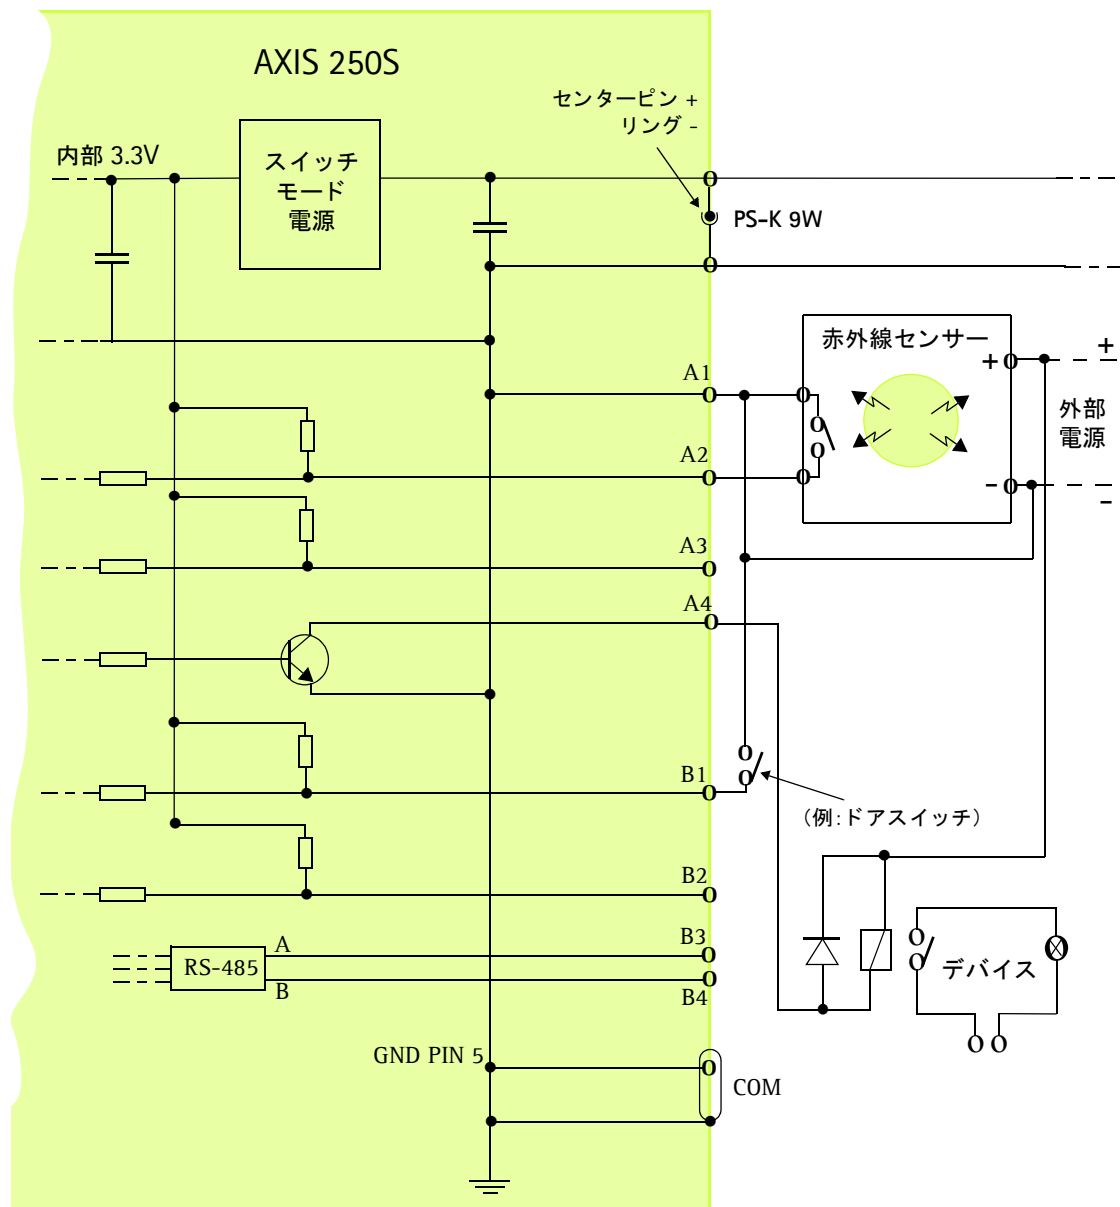 AXIS 250S
センターピン +
リング -
内部 3.3V
スイッチ
モード
電源
PS-K 9W
赤外線センサー
+
-
+
外部
電源
-
A1
A2
A3
A4
B1
(例:ドアスイッチ)
B2
B3
B4
RS-485
A
B
デバイス
GND PIN 5
COM